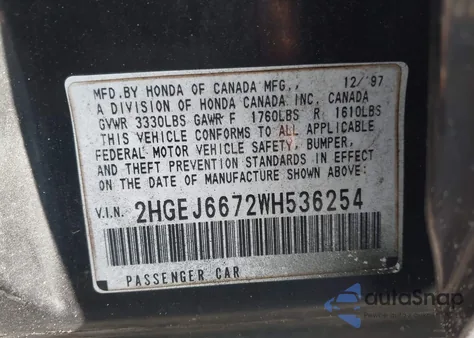 MFD.BY HONDA OF CANADA MFG., 12/'97
A DIVISION OF HONDA CANADA INC, CANADA
GVWR 3330LBS GAWR F 1760LBS R 1610LBS
THIS VEHICLE CONFORMS TO ALL APPLICABLE
FEDERAL MOTOR VEHICLE SAFETY, BUMPER,
AND THEFT PREVENTION STANDARDS IN EFFECT
ON THE DATE OF MANUFACTURE SHOWN ABOVE.
V.I.N. 2HGEJ6672WH536254
PASSENGER CAR
autoSnap